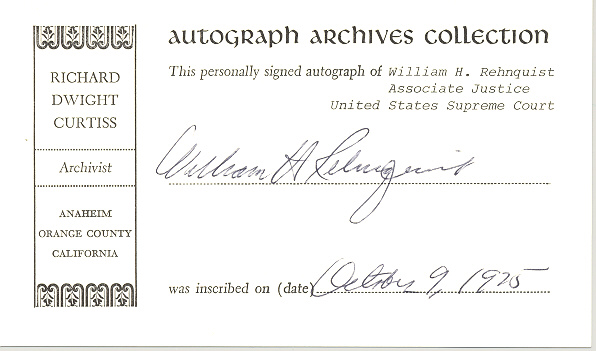 RICHARD
DWIGHT
CURTISS
Archivist
ANAHEIM
ORANGE COUNTY
CALIFORNIA
autograph archives collection
This personally signed autograph of William H. Rehnquist
Associate Justice
United States Supreme Court
William H Rehnquist
was inscribed on (date) October 9, 1975